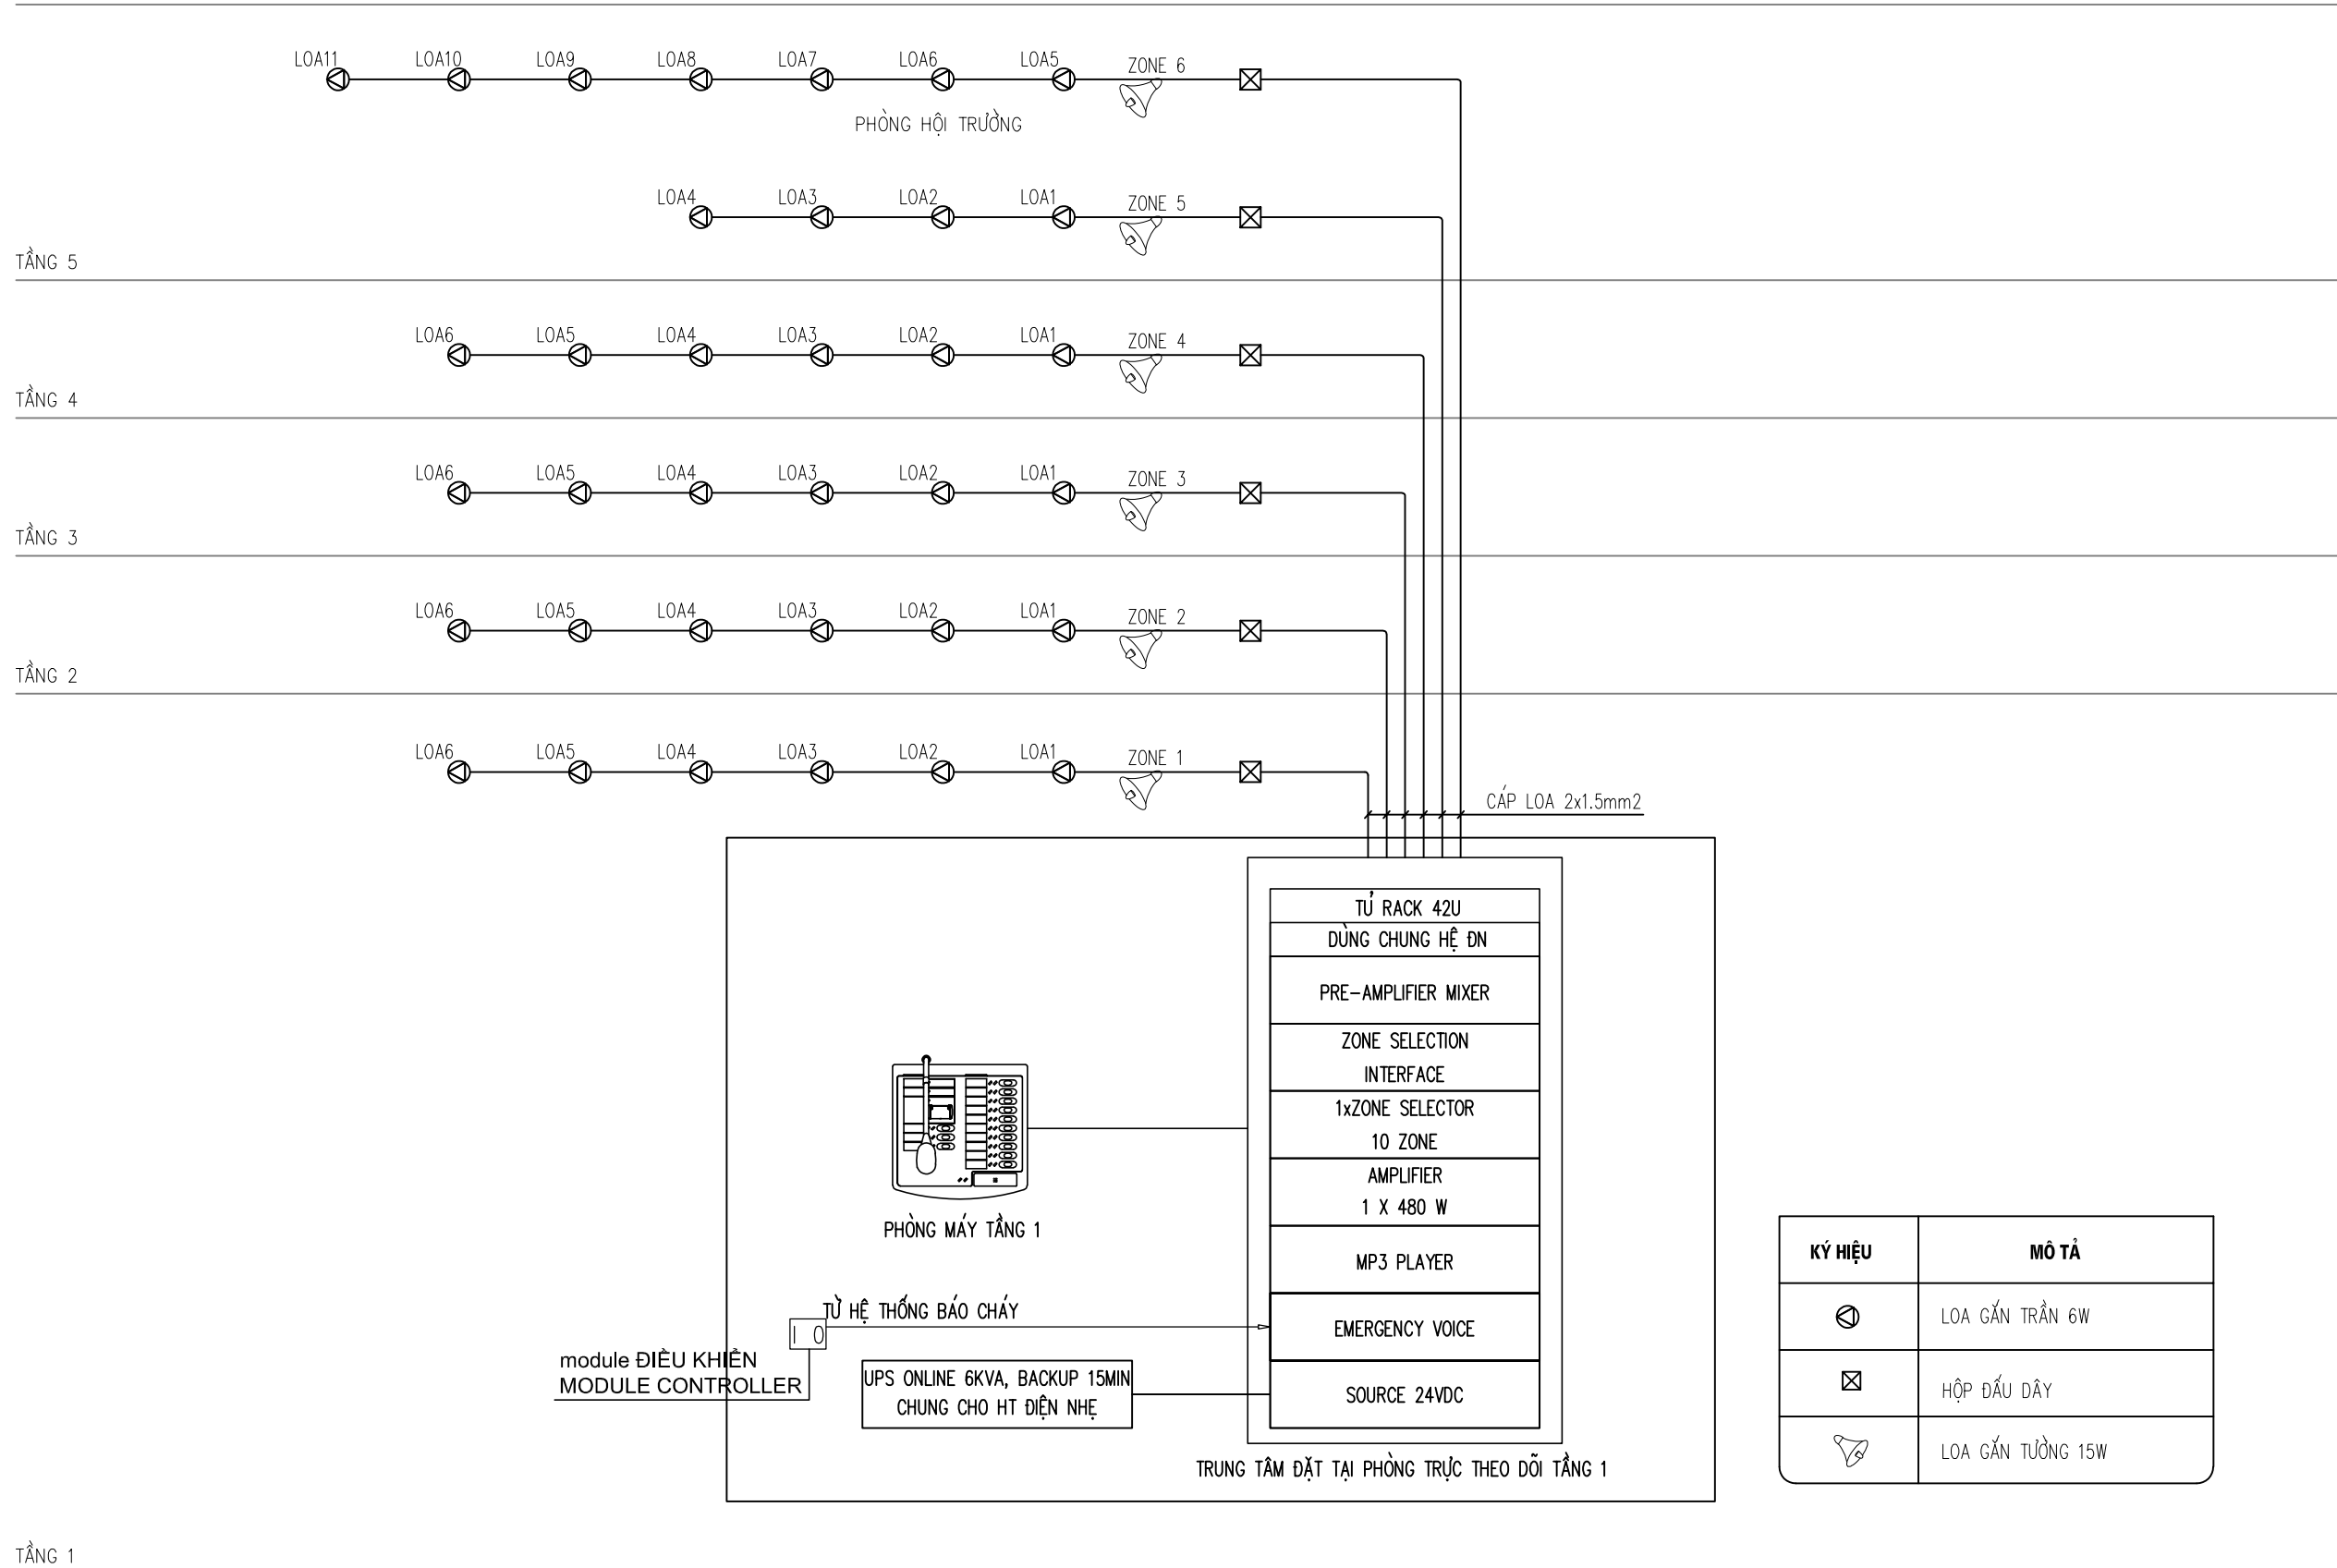 LOA11 LOA10 LOA9 LOA8 LOA7 LOA6 LOA5 ZONE 6
PHÒNG HỘI TRƯỜNG
LOA4 LOA3 LOA2 LOA1 ZONE 5
TẦNG 5
LOA6 LOA5 LOA4 LOA3 LOA2 LOA1 ZONE 4
TẦNG 4
LOA6 LOA5 LOA4 LOA3 LOA2 LOA1 ZONE 3
TẦNG 3
LOA6 LOA5 LOA4 LOA3 LOA2 LOA1 ZONE 2
TẦNG 2
LOA6 LOA5 LOA4 LOA3 LOA2 LOA1 ZONE 1
CÁP LOA 2x1.5mm2
TỦ RACK 42U
DÙNG CHUNG HỆ ĐN
PRE-AMPLIFIER MIXER
ZONE SELECTION
INTERFACE
1xZONE SELECTOR
10 ZONE
AMPLIFIER
1 X 480 W
MP3 PLAYER
EMERGENCY VOICE
SOURCE 24VDC
PHÒNG MÁY TẦNG 1
TỪ HỆ THỐNG BÁO CHÁY
I O
module ĐIỀU KHIỂN
MODULE CONTROLLER
UPS ONLINE 6KVA, BACKUP 15MIN
CHUNG CHO HT ĐIỆN NHẸ
TRUNG TÂM ĐẶT TẠI PHÒNG TRỰC THEO DÕI TẦNG 1
KÝ HIỆU MÔ TẢ
LOA GẮN TRẦN 6W
HỘP ĐẤU DÂY
LOA GẮN TƯỜNG 15W
TẦNG 1